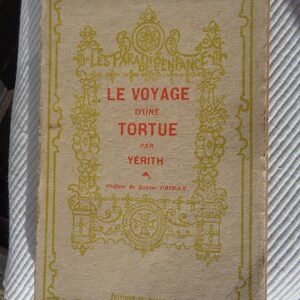 LES PARADIS DE L'ENFANCE
LE VOYAGE
D'UNE
TORTUE
PAR
YÉRITH
Préface de